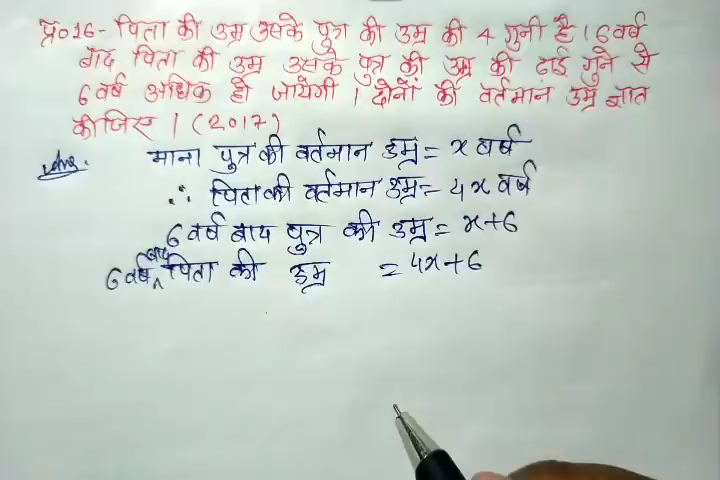 प्र०16- पिता की उम्र उसके पुत्र की उम्र की 4 गुनी है। 6 वर्ष
बाद पिता की उम्र उसके पुत्र की उम्र की ढाई गुने से
6 वर्ष अधिक हो जायेगी। दोनों की वर्तमान उम्र ज्ञात
कीजिए। (2017)
Ans. माना पुत्र की वर्तमान उम्र = x वर्ष
∴ पिता की वर्तमान उम्र = 4x वर्ष
6 वर्ष बाद पुत्र की उम्र = x+6
6 वर्ष बाद पिता की उम्र = 4x+6